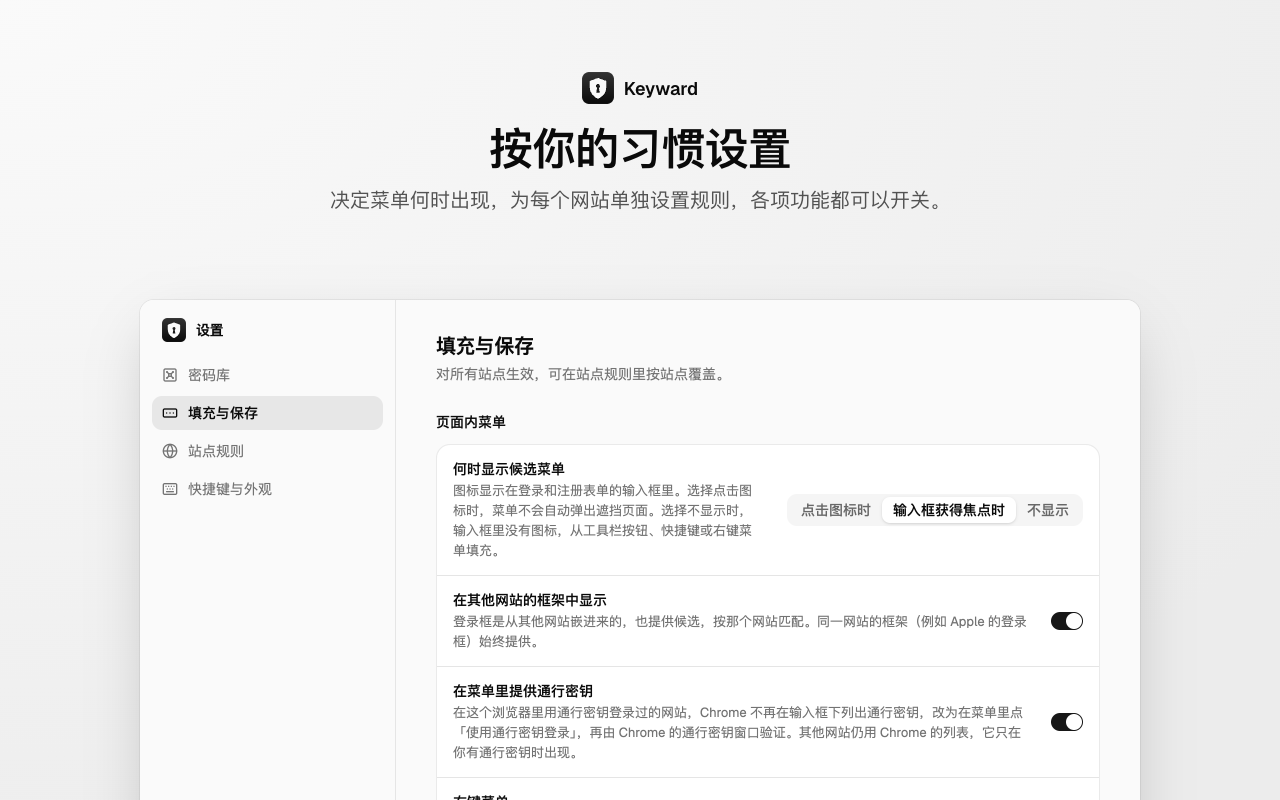 Keyward
按你的习惯设置
决定菜单何时出现，为每个网站单独设置规则，各项功能都可以开关。
设置
密码库
填充与保存
站点规则
快捷键与外观
填充与保存
对所有站点生效，可在站点规则里按站点覆盖。
页面内菜单
何时显示候选菜单
图标显示在登录和注册表单的输入框里。选择点击图
标时，菜单不会自动弹出遮挡页面。选择不显示时，
输入框里没有图标，从工具栏按钮、快捷键或右键菜
单填充。
点击图标时
输入框获得焦点时
不显示
在其他网站的框架中显示
登录框是从其他网站嵌进来的，也提供候选，按那个网站匹配。同一网站的框架（例如 Apple 的登录
框）始终提供。
在菜单里提供通行密钥
在这个浏览器里用通行密钥登录过的网站，Chrome 不再在输入框下列出通行密钥，改为在菜单里点
「使用通行密钥登录」，再由 Chrome 的通行密钥窗口验证。其他网站仍用 Chrome 的列表，它只在
你有通行密钥时出现。
右键菜单